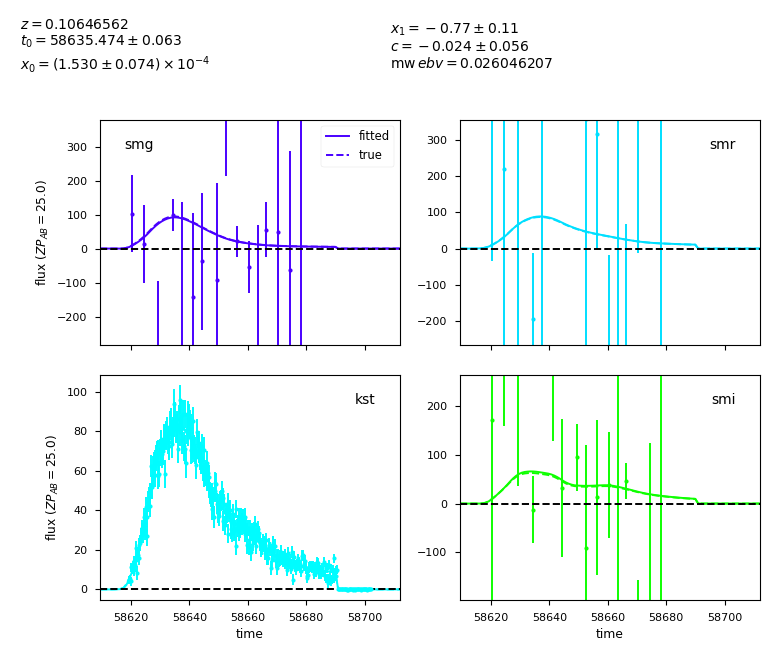 z = 0.10646562
t₀ = 58635.474 ± 0.063
x₀ = (1.530 ± 0.074) × 10⁻⁴
x₁ = −0.77 ± 0.11
c = −0.024 ± 0.056
mw ebv = 0.026046207
smg
fitted
true
300
200
100
0
−100
−200
flux (ZP_AB = 25.0)
smr
300
200
100
0
−100
−200
kst
100
80
60
40
20
0
flux (ZP_AB = 25.0)
58620 58640 58660 58680 58700
time
smi
200
100
0
−100
58620 58640 58660 58680 58700
time